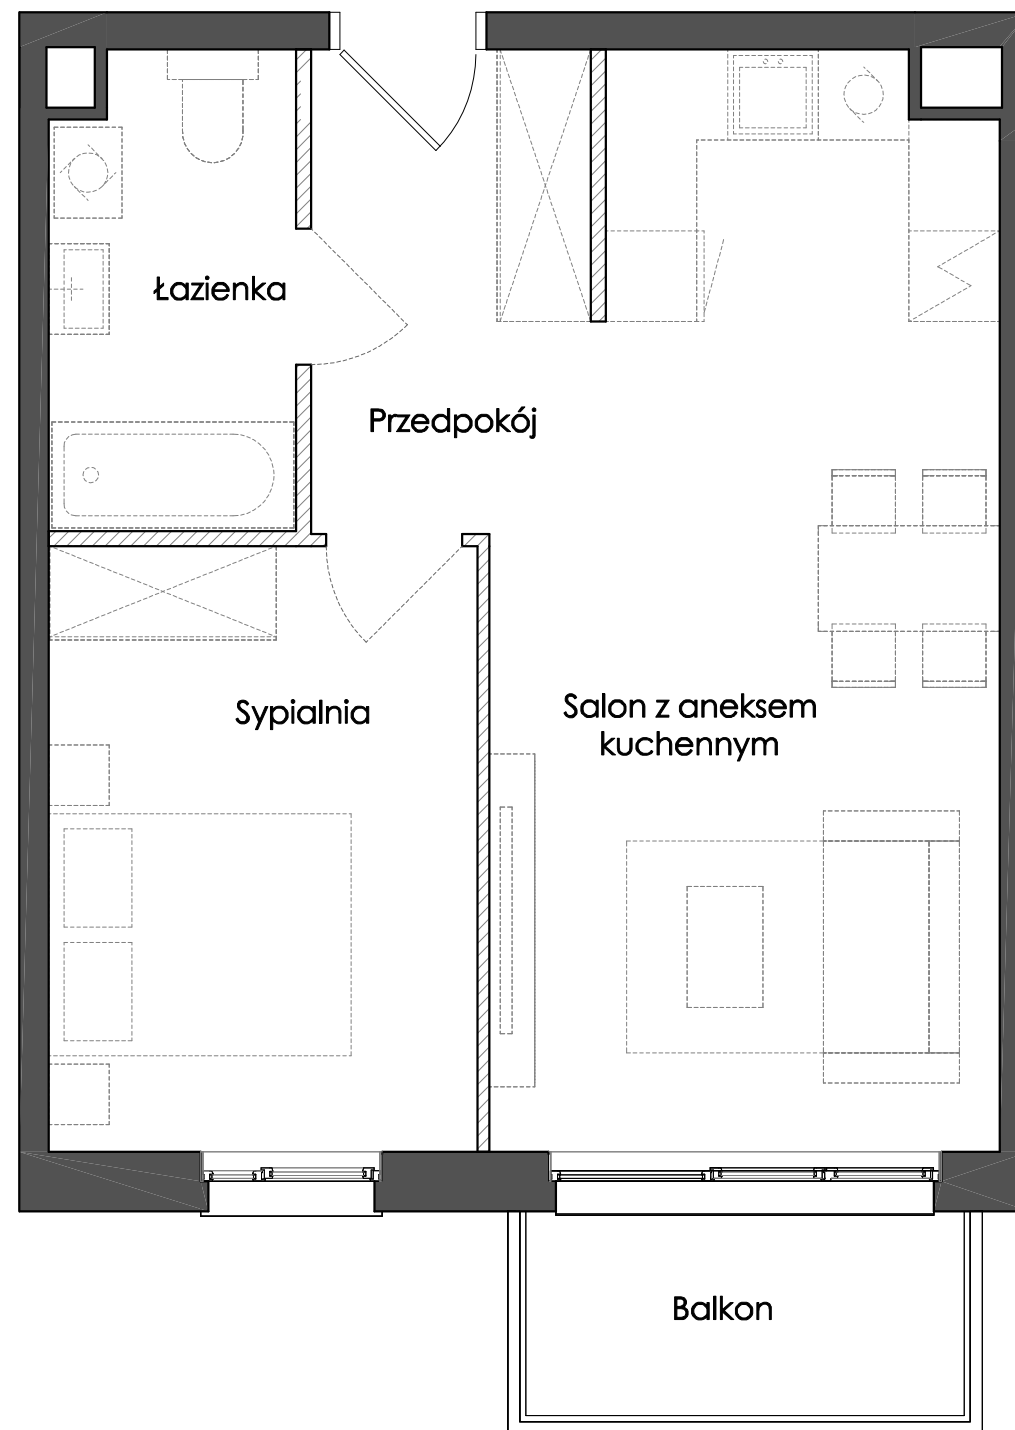 Łazienka
Przedpokój
Sypialnia
Salon z aneksem
kuchennym
Balkon